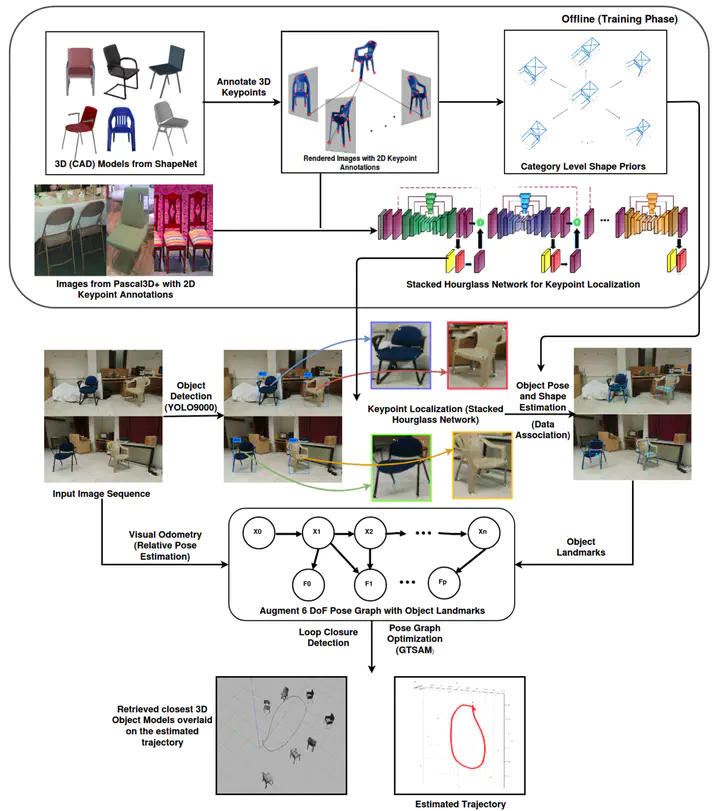 Offline (Training Phase)
3D (CAD) Models from ShapeNet
Annotate 3D
Keypoints
Rendered Images with 2D Keypoint
Annotations
Category Level Shape Priors
Images from Pascal3D+ with 2D
Keypoint Annotations
Stacked Hourglass Network for Keypoint Localization
Object
Detection
(YOLO9000)
Keypoint Localization (Stacked
Hourglass Network)
Object Pose
and Shape
Estimation
(Data
Association)
Input Image Sequence
Visual Odometry
(Relative Pose
Estimation)
X0
X1
X2
Xn
F0
F1
Fp
Augment 6 DoF Pose Graph with Object Landmarks
Object
Landmarks
Loop Closure
Detection
Pose Graph
Optimization
(GTSAM)
Retrieved closest 3D
Object Models overlaid
on the estimated
trajectory
Estimated Trajectory